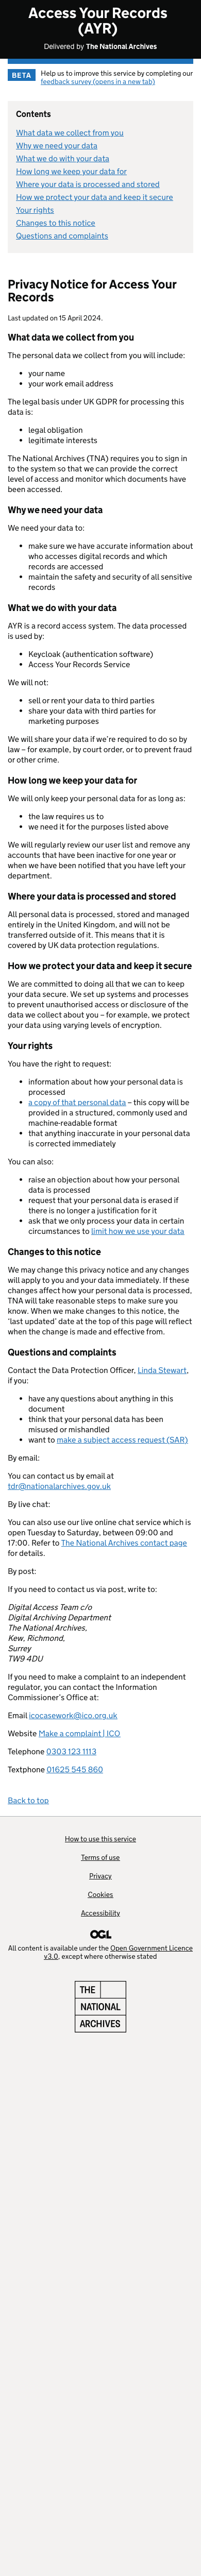 Access Your Records
(AYR)
Delivered by The National Archives
BETA
Help us to improve this service by completing our
feedback survey (opens in a new tab)
Contents
What data we collect from you
Why we need your data
What we do with your data
How long we keep your data for
Where your data is processed and stored
How we protect your data and keep it secure
Your rights
Changes to this notice
Questions and complaints
Privacy Notice for Access Your
Records
Last updated on 15 April 2024.
What data we collect from you
The personal data we collect from you will include:
• your name
• your work email address
The legal basis under UK GDPR for processing this
data is:
• legal obligation
• legitimate interests
The National Archives (TNA) requires you to sign in
to the system so that we can provide the correct
level of access and monitor which documents have
been accessed.
Why we need your data
We need your data to:
• make sure we have accurate information about
who accesses digital records and which
records are accessed
• maintain the safety and security of all sensitive
records
What we do with your data
AYR is a record access system. The data processed
is used by:
• Keycloak (authentication software)
• Access Your Records Service
We will not:
• sell or rent your data to third parties
• share your data with third parties for
marketing purposes
We will share your data if we’re required to do so by
law – for example, by court order, or to prevent fraud
or other crime.
How long we keep your data for
We will only keep your personal data for as long as:
• the law requires us to
• we need it for the purposes listed above
We will regularly review our user list and remove any
accounts that have been inactive for one year or
when we have been notified that you have left your
department.
Where your data is processed and stored
All personal data is processed, stored and managed
entirely in the United Kingdom, and will not be
transferred outside of it. This means that it is
covered by UK data protection regulations.
How we protect your data and keep it secure
We are committed to doing all that we can to keep
your data secure. We set up systems and processes
to prevent unauthorised access or disclosure of the
data we collect about you – for example, we protect
your data using varying levels of encryption.
Your rights
You have the right to request:
• information about how your personal data is
processed
• a copy of that personal data – this copy will be
provided in a structured, commonly used and
machine-readable format
• that anything inaccurate in your personal data
is corrected immediately
You can also:
• raise an objection about how your personal
data is processed
• request that your personal data is erased if
there is no longer a justification for it
• ask that we only process your data in certain
circumstances to limit how we use your data
Changes to this notice
We may change this privacy notice and any changes
will apply to you and your data immediately. If these
changes affect how your personal data is processed,
TNA will take reasonable steps to make sure you
know. When we make changes to this notice, the
‘last updated’ date at the top of this page will reflect
when the change is made and effective from.
Questions and complaints
Contact the Data Protection Officer, Linda Stewart,
if you:
• have any questions about anything in this
document
• think that your personal data has been
misused or mishandled
• want to make a subject access request (SAR)
By email:
You can contact us by email at
tdr@nationalarchives.gov.uk
By live chat:
You can also use our live online chat service which is
open Tuesday to Saturday, between 09:00 and
17:00. Refer to The National Archives contact page
for details.
By post:
If you need to contact us via post, write to:
Digital Access Team c/o
Digital Archiving Department
The National Archives,
Kew, Richmond,
Surrey
TW9 4DU
If you need to make a complaint to an independent
regulator, you can contact the Information
Commissioner’s Office at:
Email icocasework@ico.org.uk
Website Make a complaint | ICO
Telephone 0303 123 1113
Textphone 01625 545 860
Back to top
How to use this service
Terms of use
Privacy
Cookies
Accessibility
OGL
All content is available under the Open Government Licence
v3.0, except where otherwise stated
THE
NATIONAL
ARCHIVES